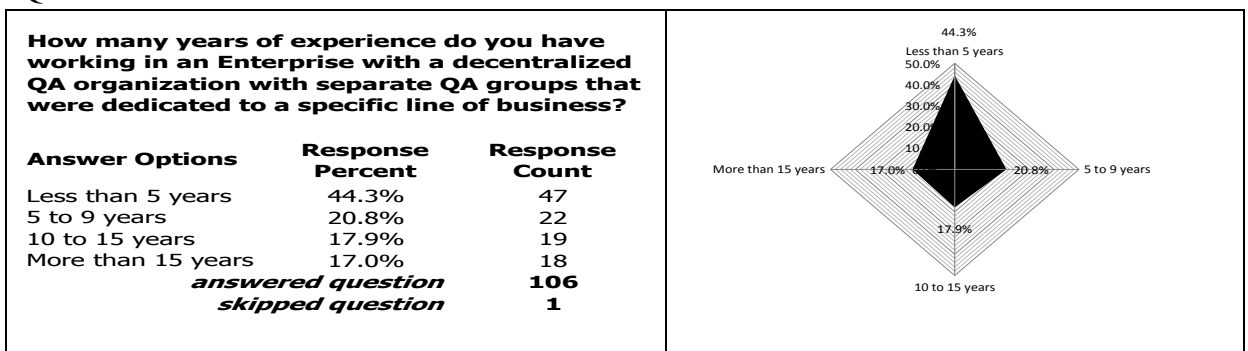 How many years of experience do you have
working in an Enterprise with a decentralized
QA organization with separate QA groups that
were dedicated to a specific line of business?
Answer Options Response Percent Response Count
Less than 5 years 44.3% 47
5 to 9 years 20.8% 22
10 to 15 years 17.9% 19
More than 15 years 17.0% 18
answered question 106
skipped question 1
44.3%
Less than 5 years
50.0%
40.0%
30.0%
20.0%
10
More than 15 years 17.0% 20.8% 5 to 9 years
17.9%
10 to 15 years